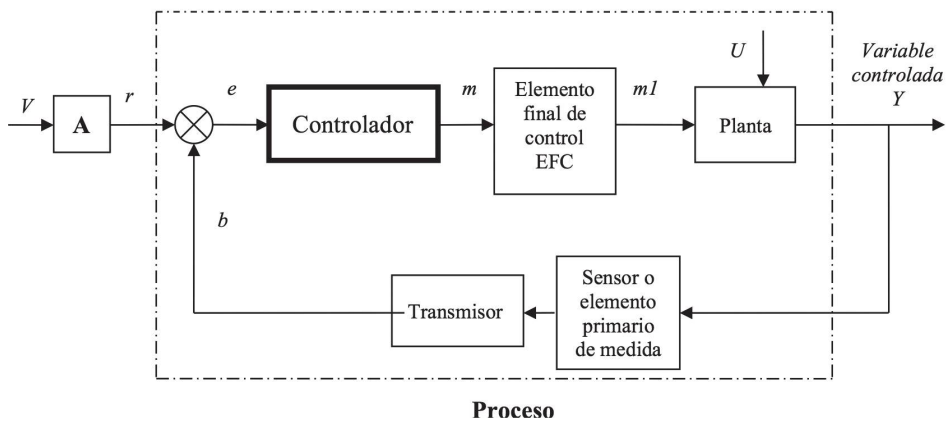 V
A
r
e
Controlador
m
Elemento
final de
control
EFC
m1
U
Planta
Variable
controlada
Y
b
Transmisor
Sensor o
elemento
primario
de medida
Proceso